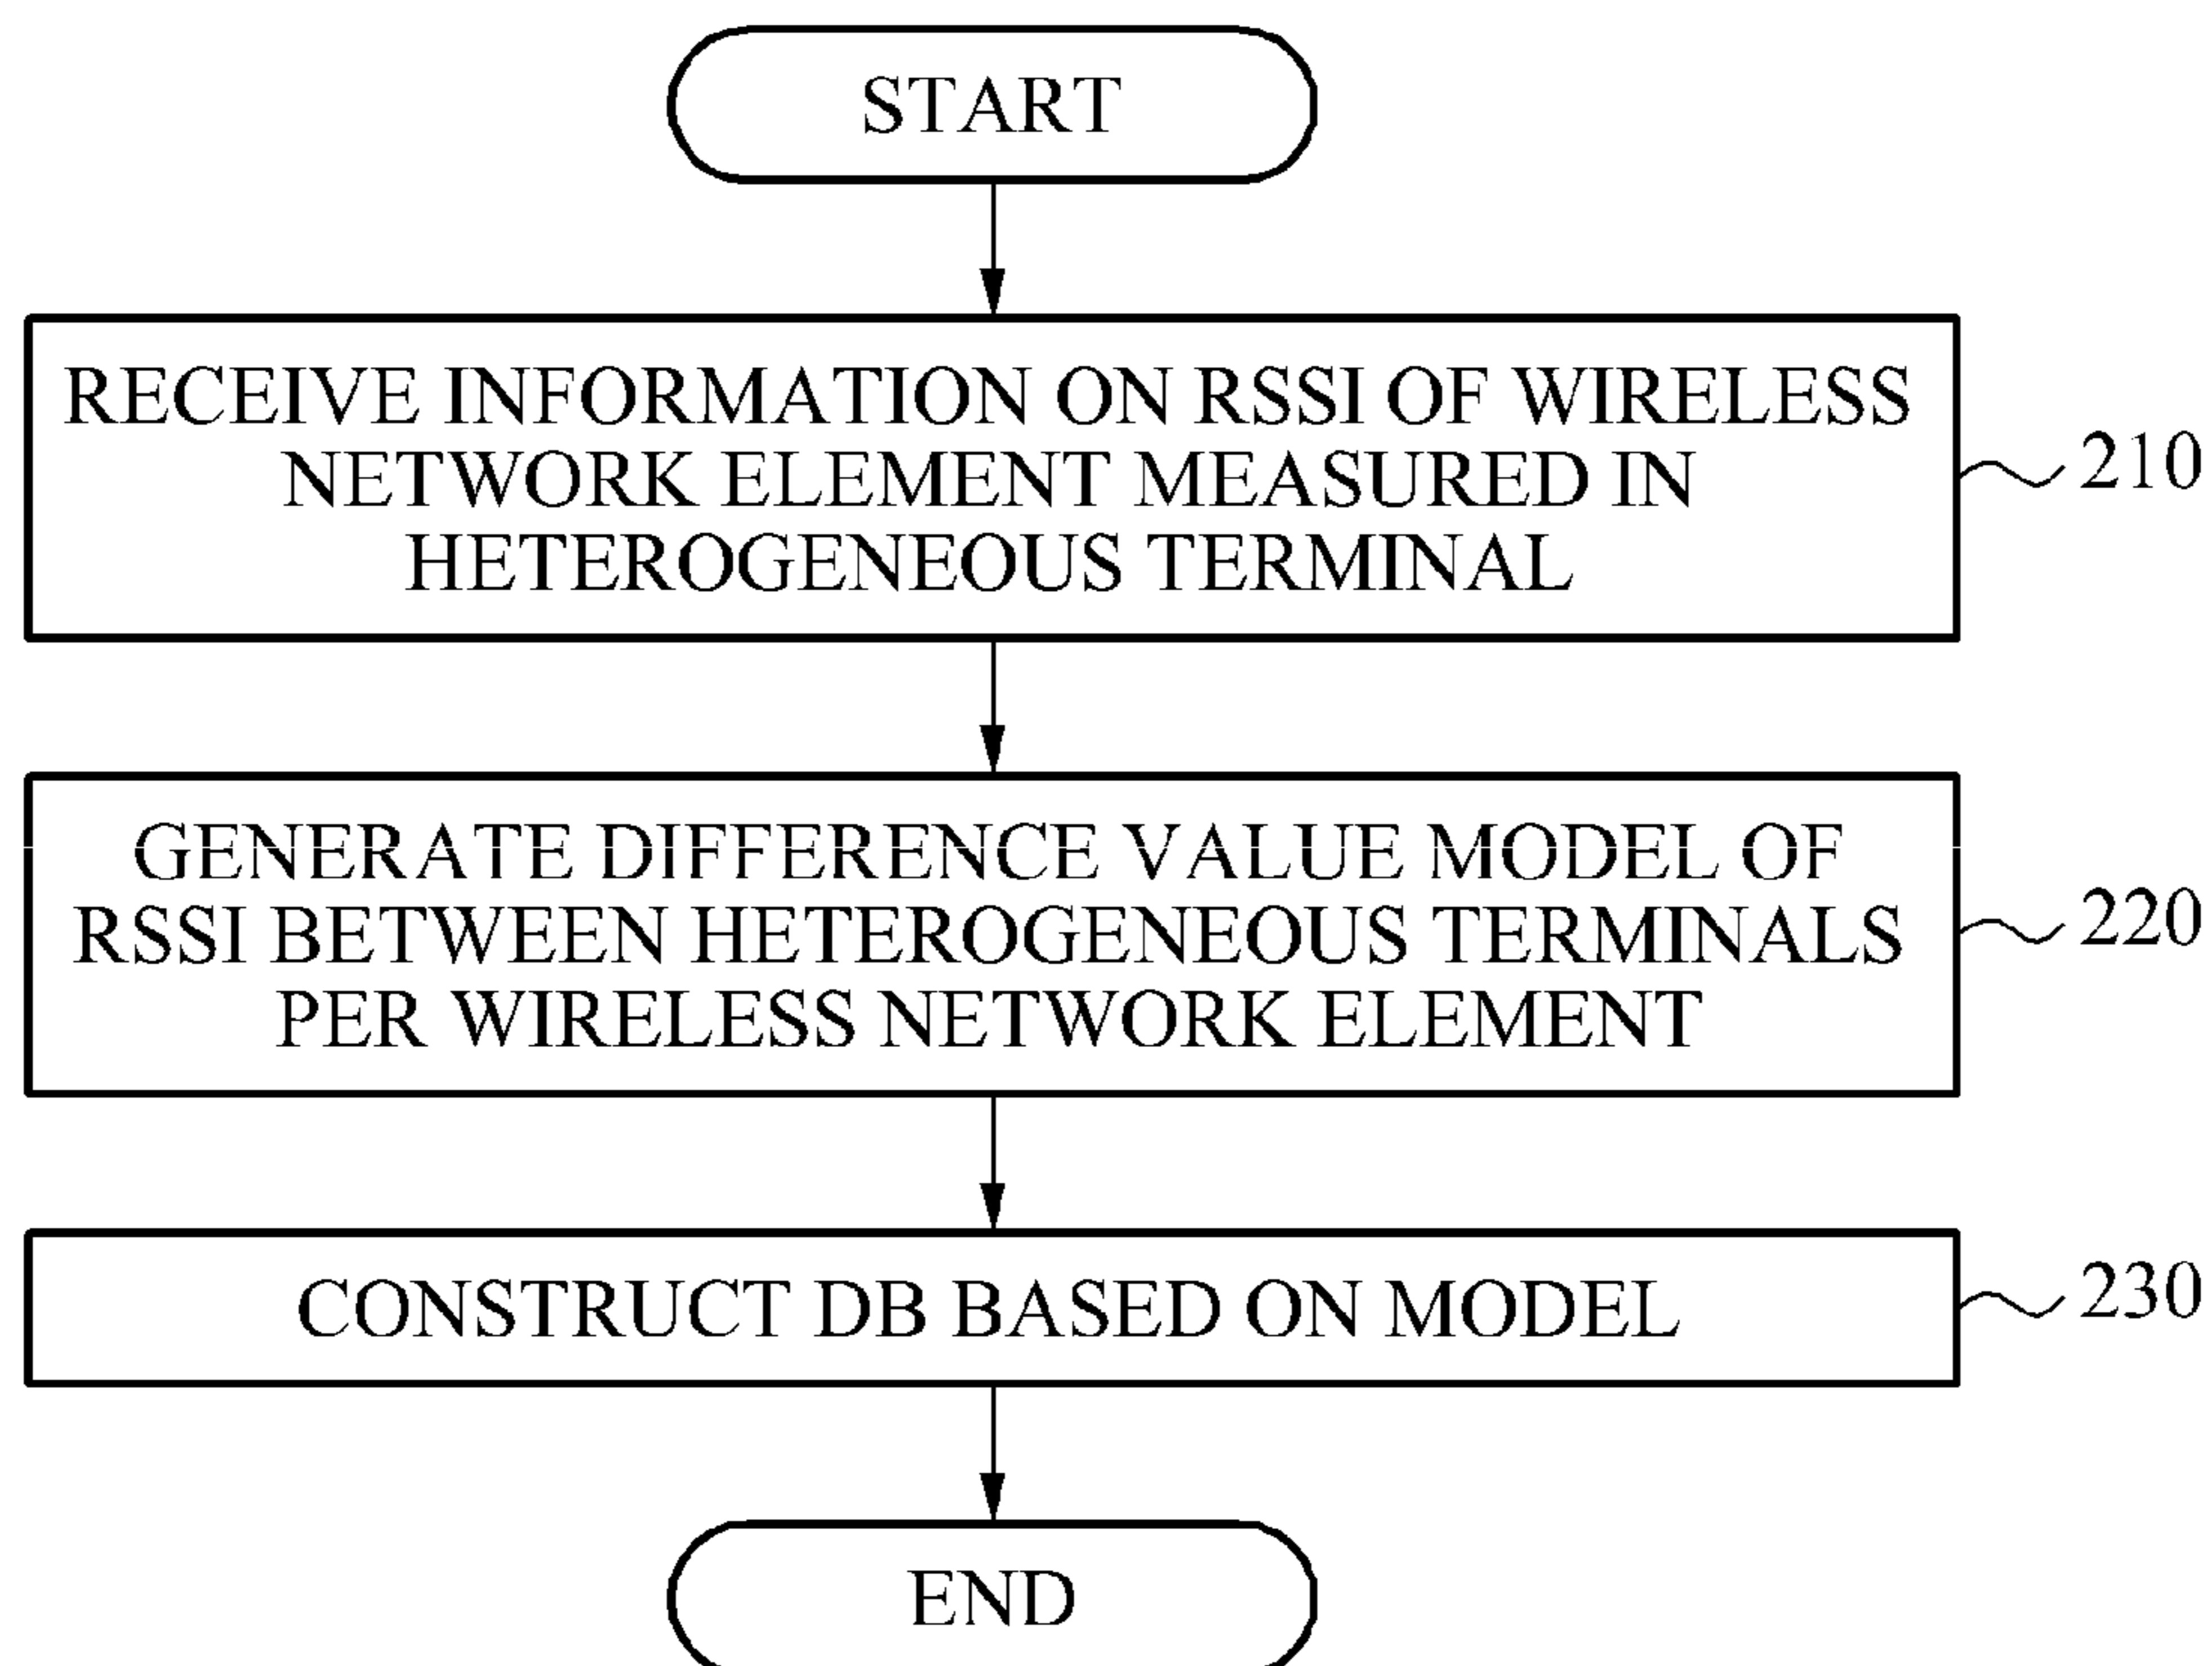 START
RECEIVE INFORMATION ON RSSI OF WIRELESS
NETWORK ELEMENT MEASURED IN
HETEROGENEOUS TERMINAL
210
GENERATE DIFFERENCE VALUE MODEL OF
RSSI BETWEEN HETEROGENEOUS TERMINALS
PER WIRELESS NETWORK ELEMENT
220
CONSTRUCT DB BASED ON MODEL
230
END